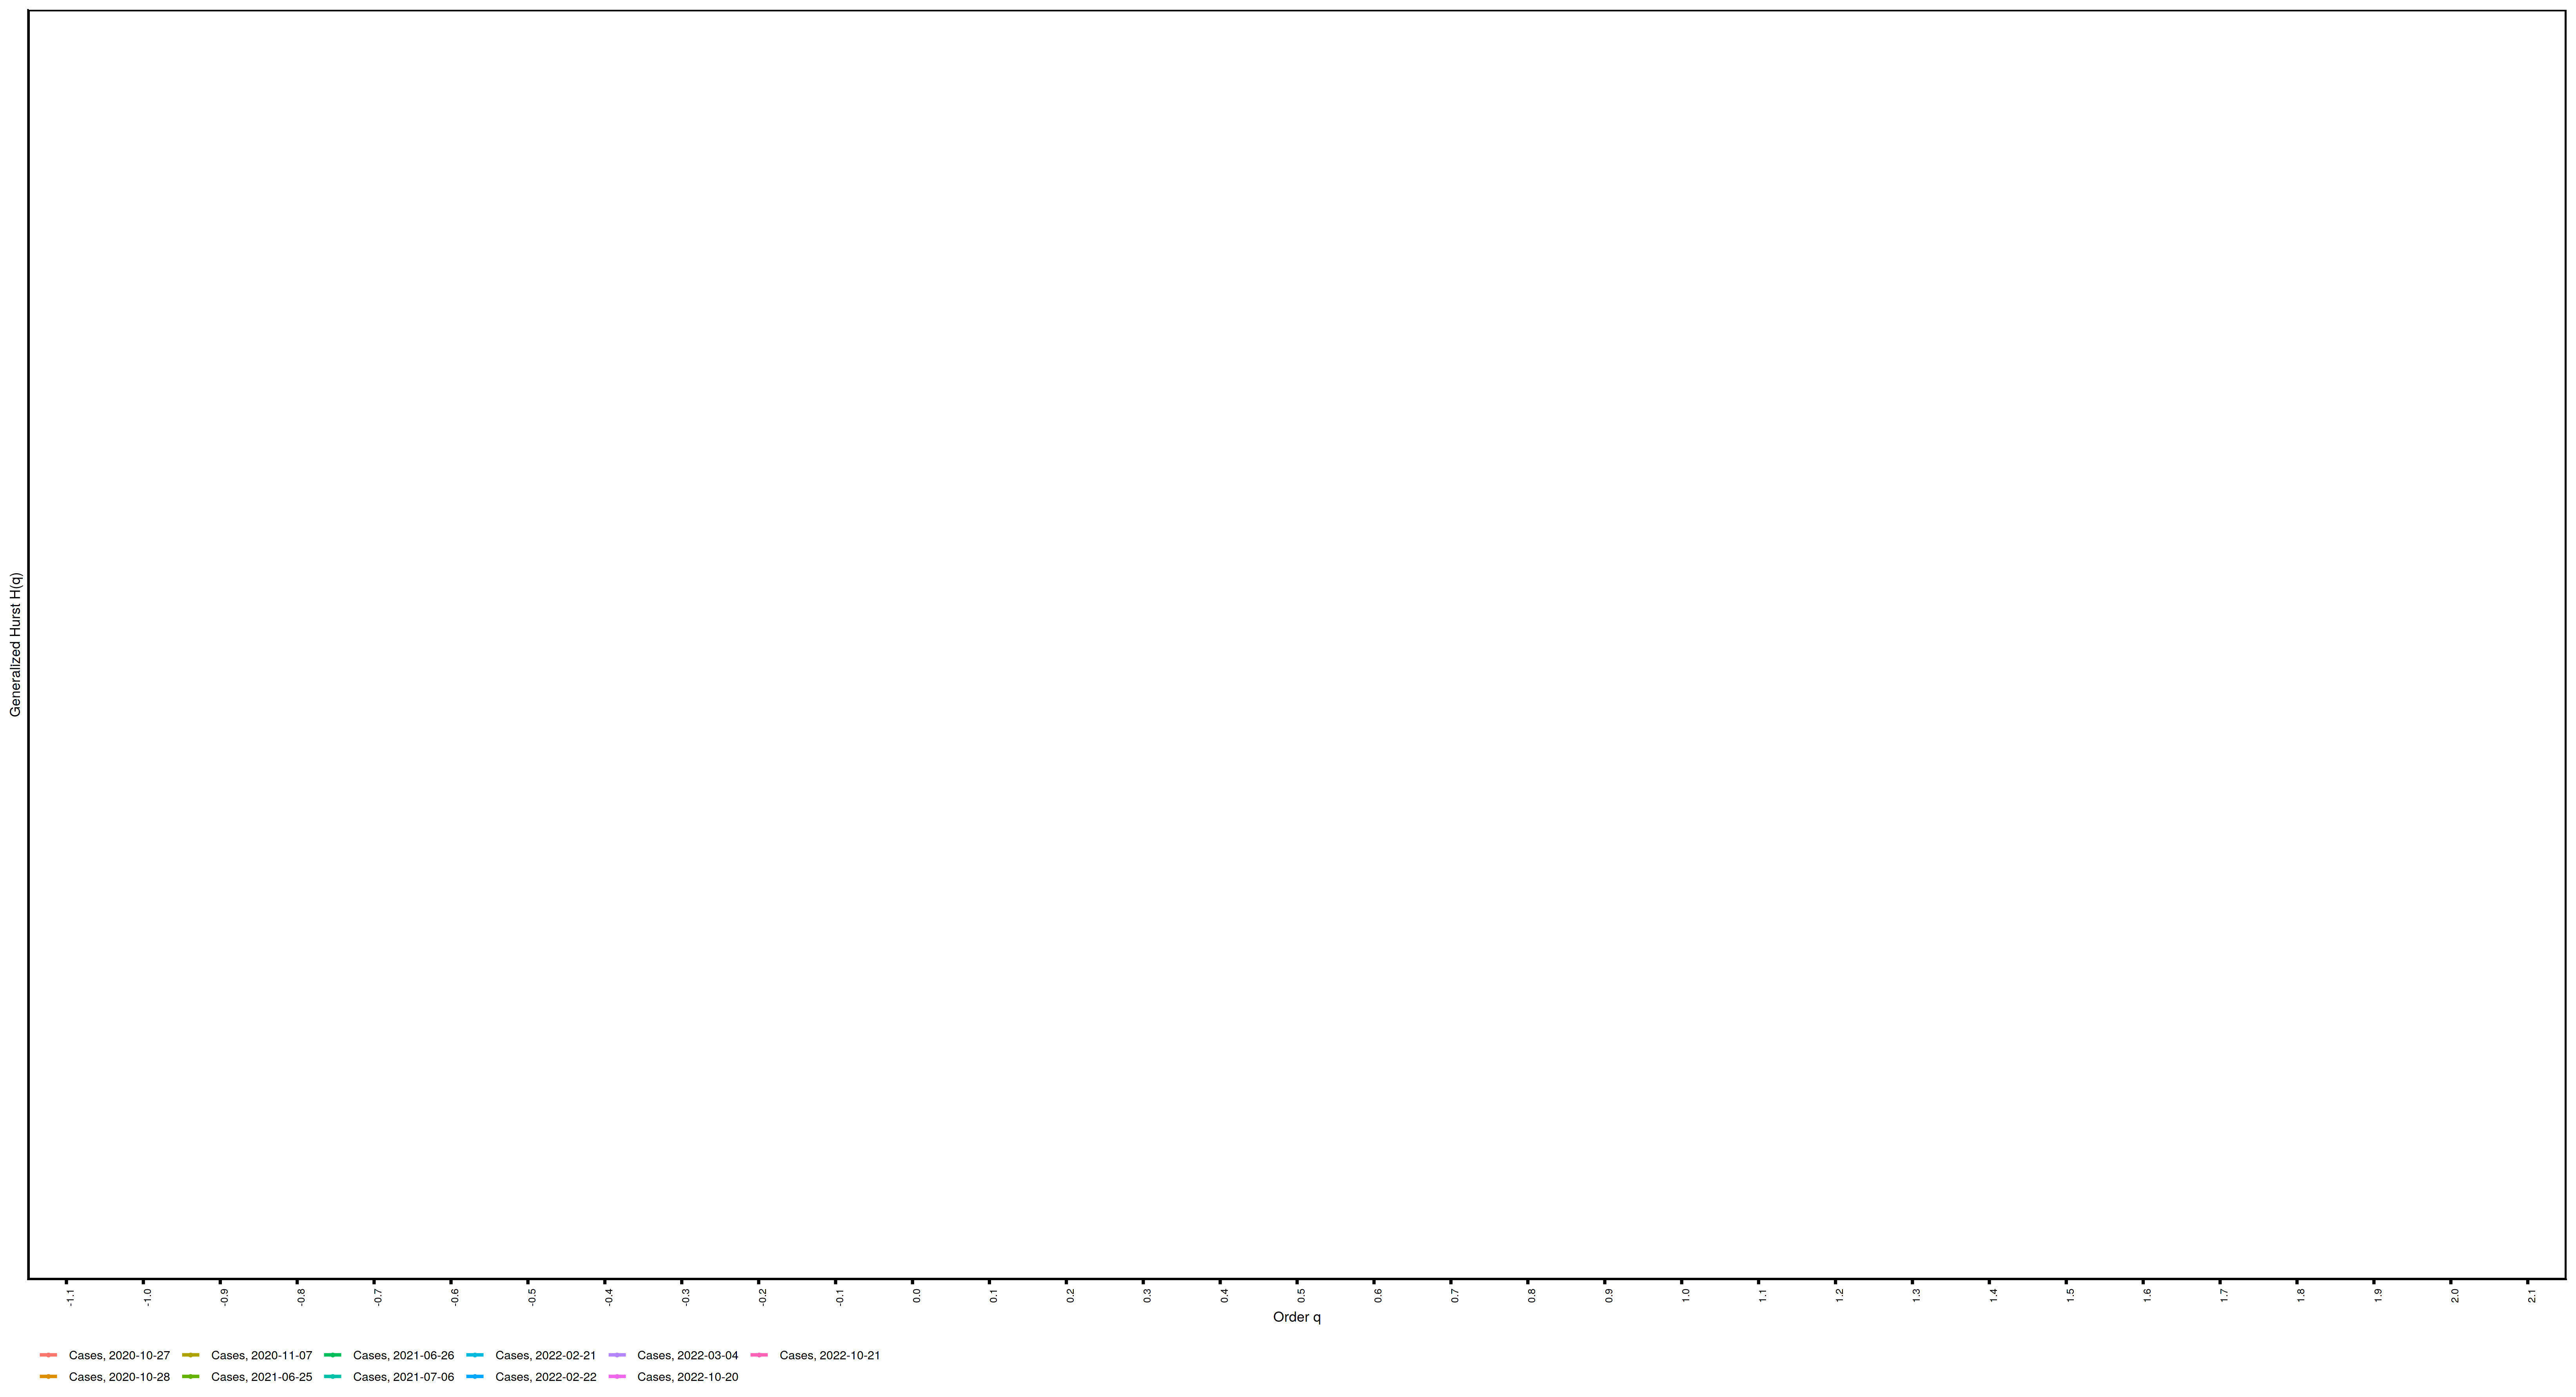 Generalized Hurst H(q)
-1.1 -1.0 -0.9 -0.8 -0.7 -0.6 -0.5 -0.4 -0.3 -0.2 -0.1 0.0 0.1 0.2 0.3 0.4 0.5 0.6 0.7 0.8 0.9 1.0 1.1 1.2 1.3 1.4 1.5 1.6 1.7 1.8 1.9 2.0 2.1
Order q
Cases, 2020-10-27 Cases, 2020-11-07 Cases, 2021-06-26 Cases, 2022-02-21 Cases, 2022-03-04 Cases, 2022-10-21
Cases, 2020-10-28 Cases, 2021-06-25 Cases, 2021-07-06 Cases, 2022-02-22 Cases, 2022-10-20